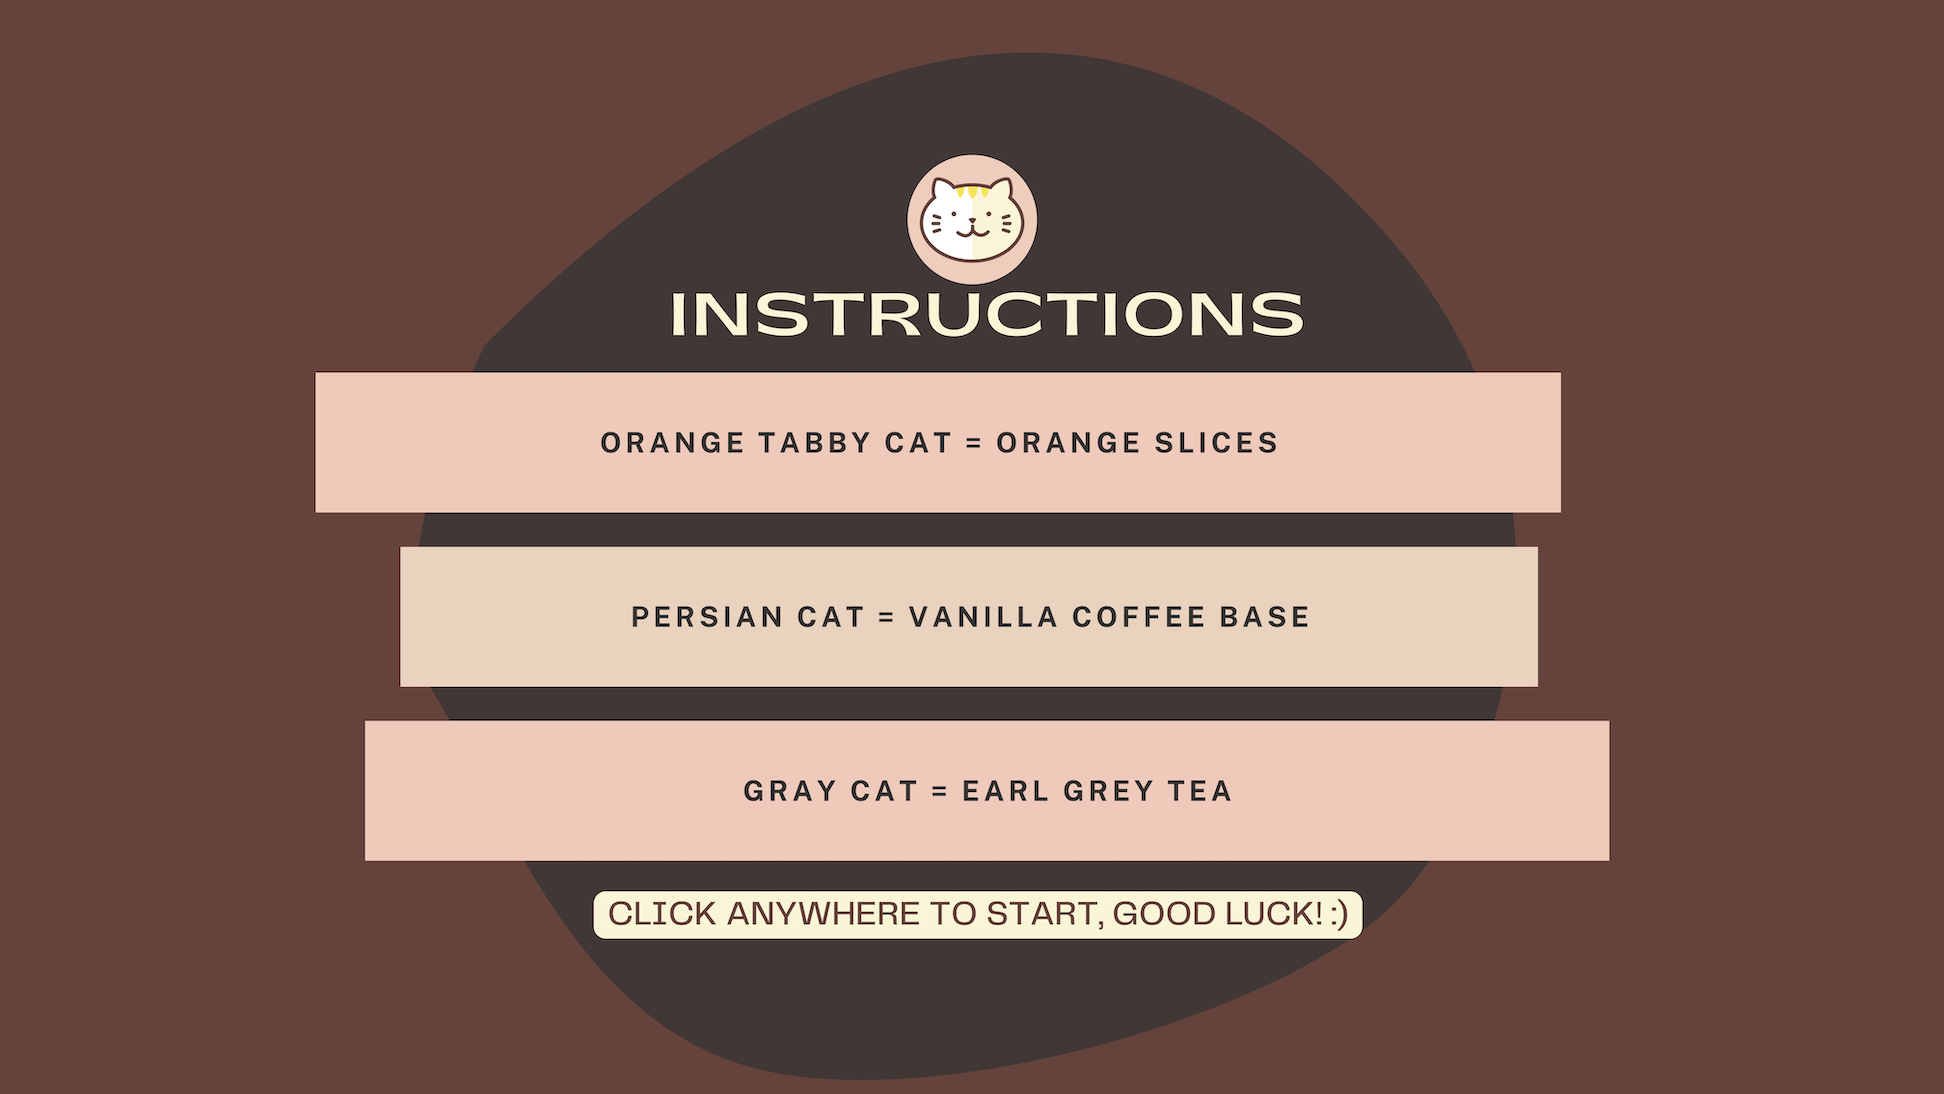 INSTRUCTIONS
ORANGE TABBY CAT = ORANGE SLICES
PERSIAN CAT = VANILLA COFFEE BASE
GRAY CAT = EARL GREY TEA
CLICK ANYWHERE TO START, GOOD LUCK! :)